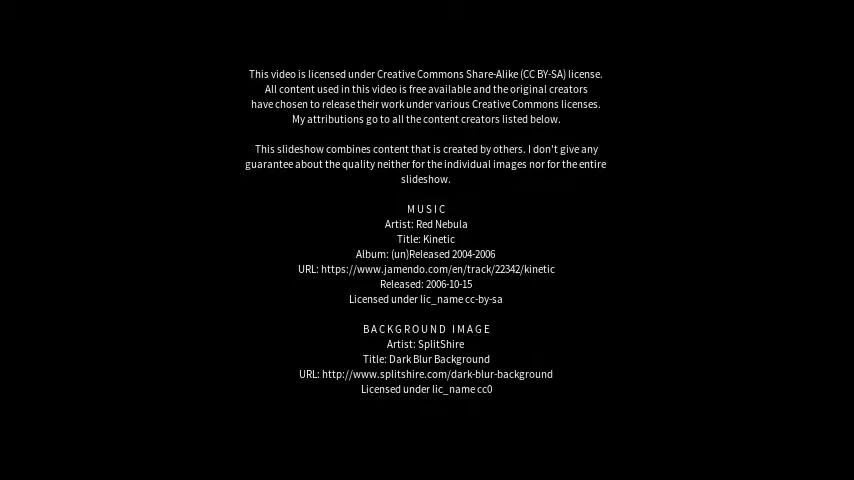 This video is licensed under Creative Commons Share-Alike (CC BY-SA) license.
All content used in this video is free available and the original creators
have chosen to release their work under various Creative Commons licenses.
My attributions go to all the content creators listed below.
This slideshow combines content that is created by others. I don't give any
guarantee about the quality neither for the individual images nor for the entire
slideshow.
MUSIC
Artist: Red Nebula
Title: Kinetic
Album: (un)Released 2004-2006
URL: https://www.jamendo.com/en/track/22342/kinetic
Released: 2006-10-15
Licensed under lic_name cc-by-sa
BACKGROUND IMAGE
Artist: SplitShire
Title: Dark Blur Background
URL: http://www.splitshire.com/dark-blur-background
Licensed under lic_name cc0